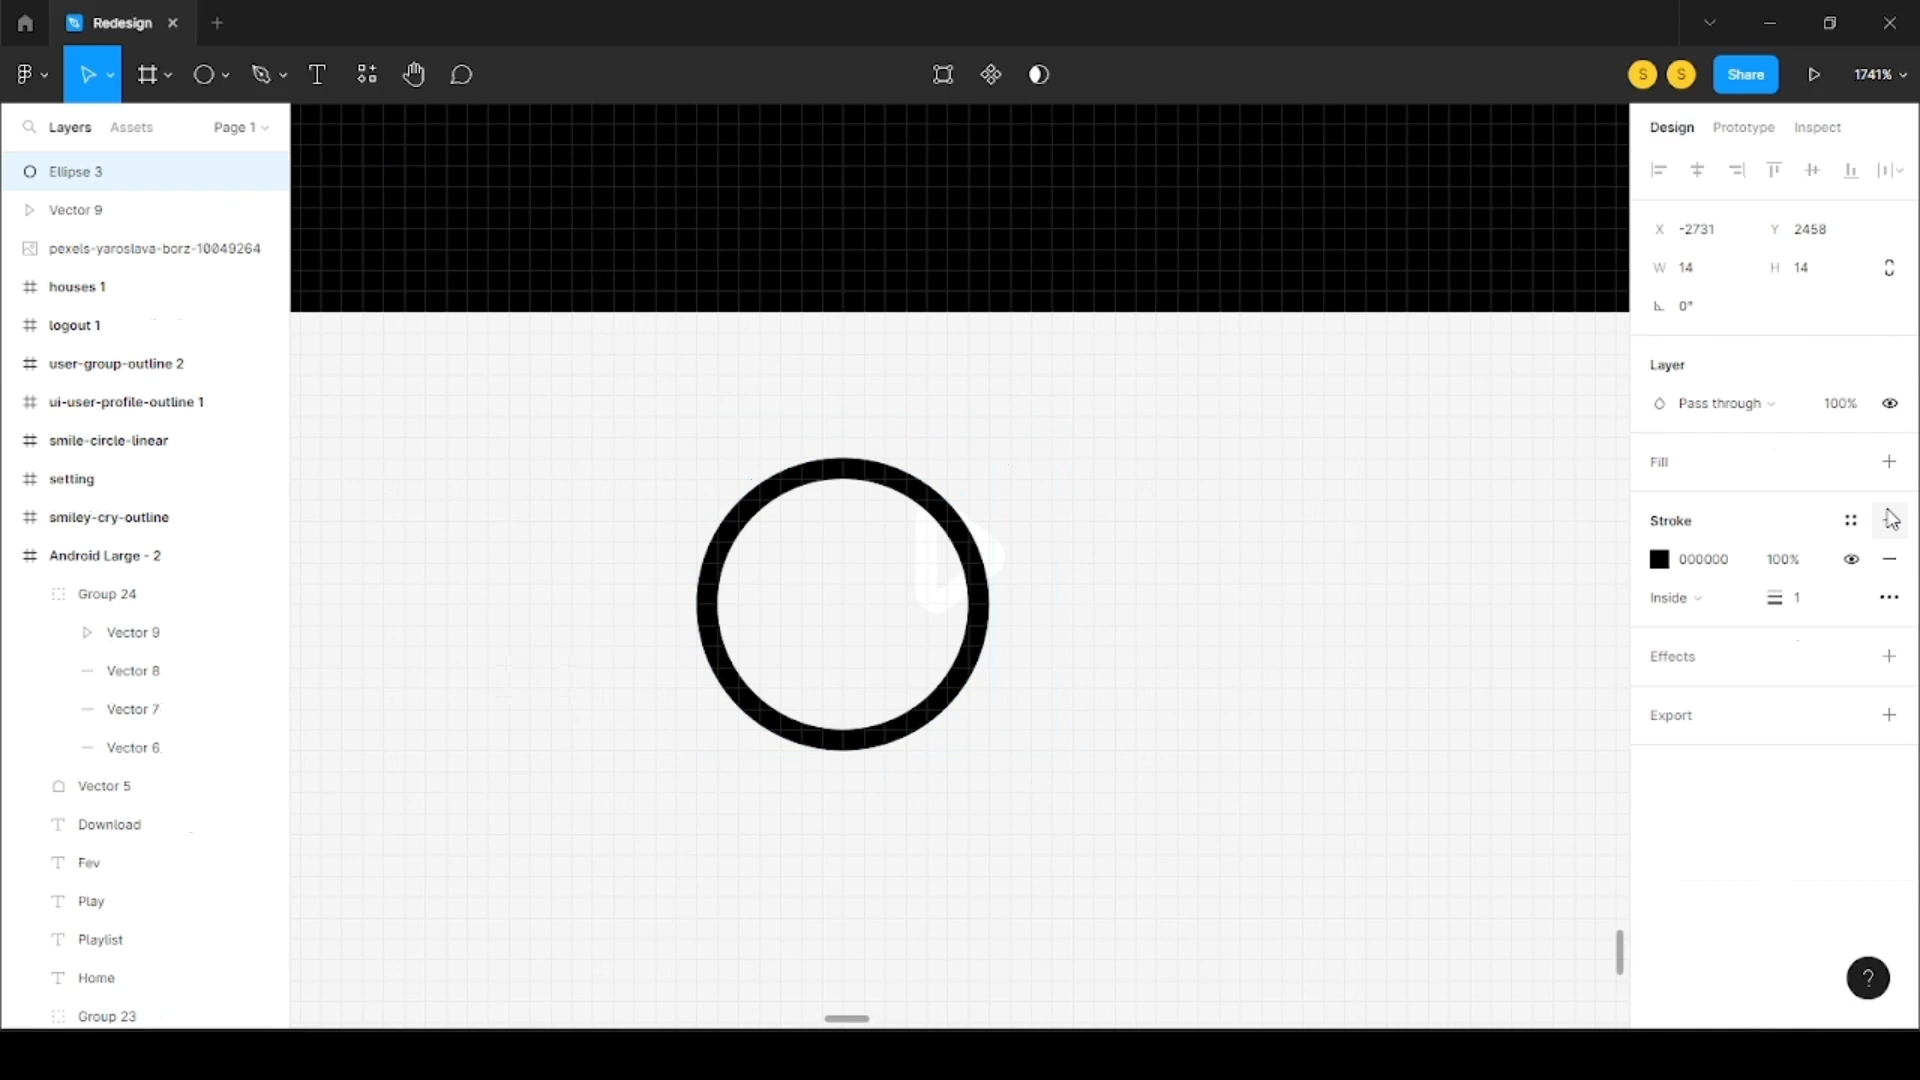 Redesign
S S Share 1741%
Layers Assets Page 1
Design Prototype Inspect
Ellipse 3
Vector 9
pexels-yaroslava-borz-10049264
houses 1
logout 1
user-group-outline 2
ui-user-profile-outline 1
smile-circle-linear
setting
smiley-cry-outline
Android Large - 2
Group 24
Vector 9
Vector 8
Vector 7
Vector 6
Vector 5
Download
Fev
Play
Playlist
Home
Group 23
X -2731 Y 2458
W 14 H 14
0°
Layer
Pass through 100%
Fill
Stroke
000000 100%
Inside 1
Effects
Export
?